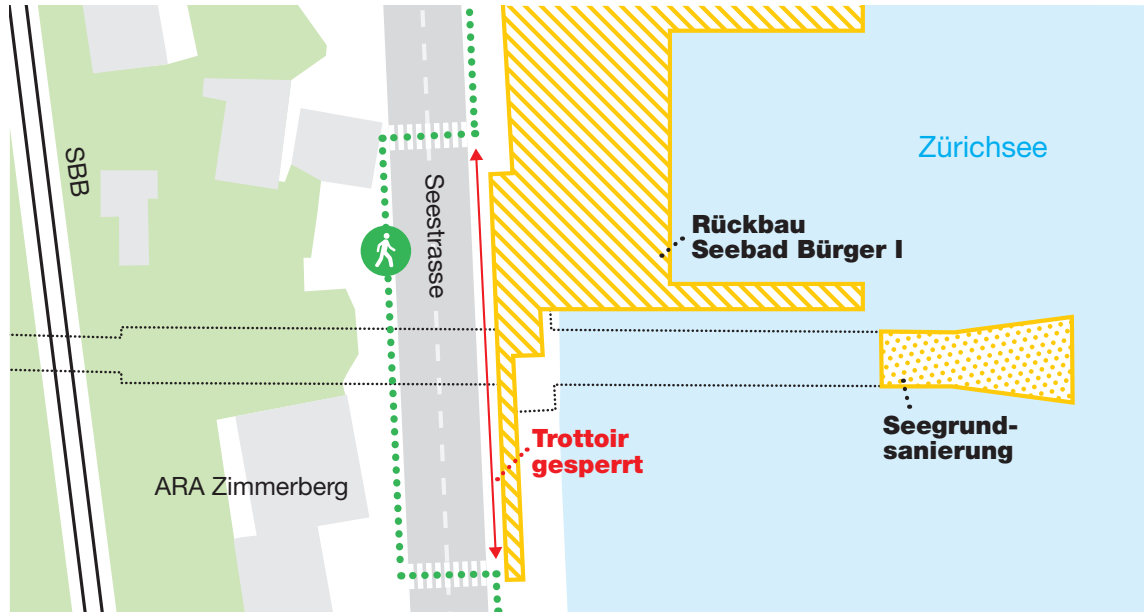 SBB
Seestrasse
Zürichsee
Rückbau
Seebad Bürger I
Seegrund-
sanierung
Trottoir
gesperrt
ARA Zimmerberg